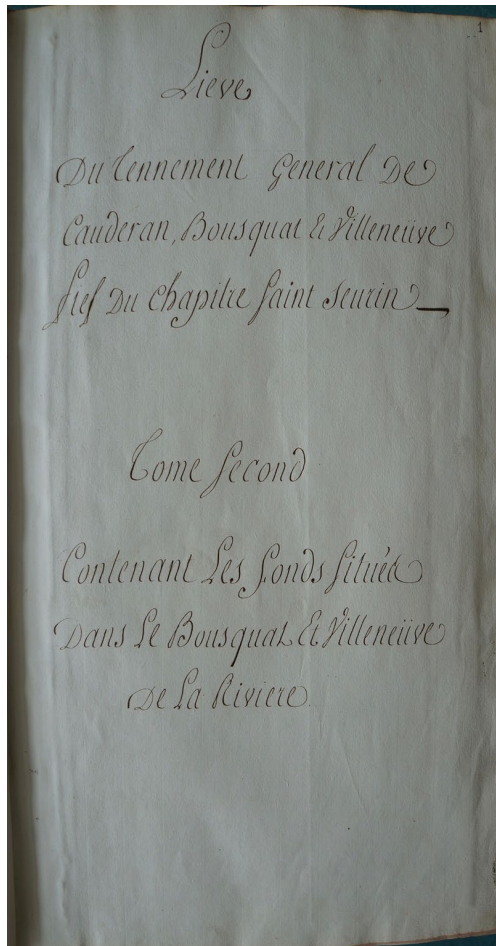 1
Lieve
Du Tennement General De
Cauderan, Bousquat & Villeneüve
fief Du Chapitre Saint Seurin
Tome Second
Contenant Les fonds Situéz
Dans Le Bousquat & Villeneüve
De La Riviere